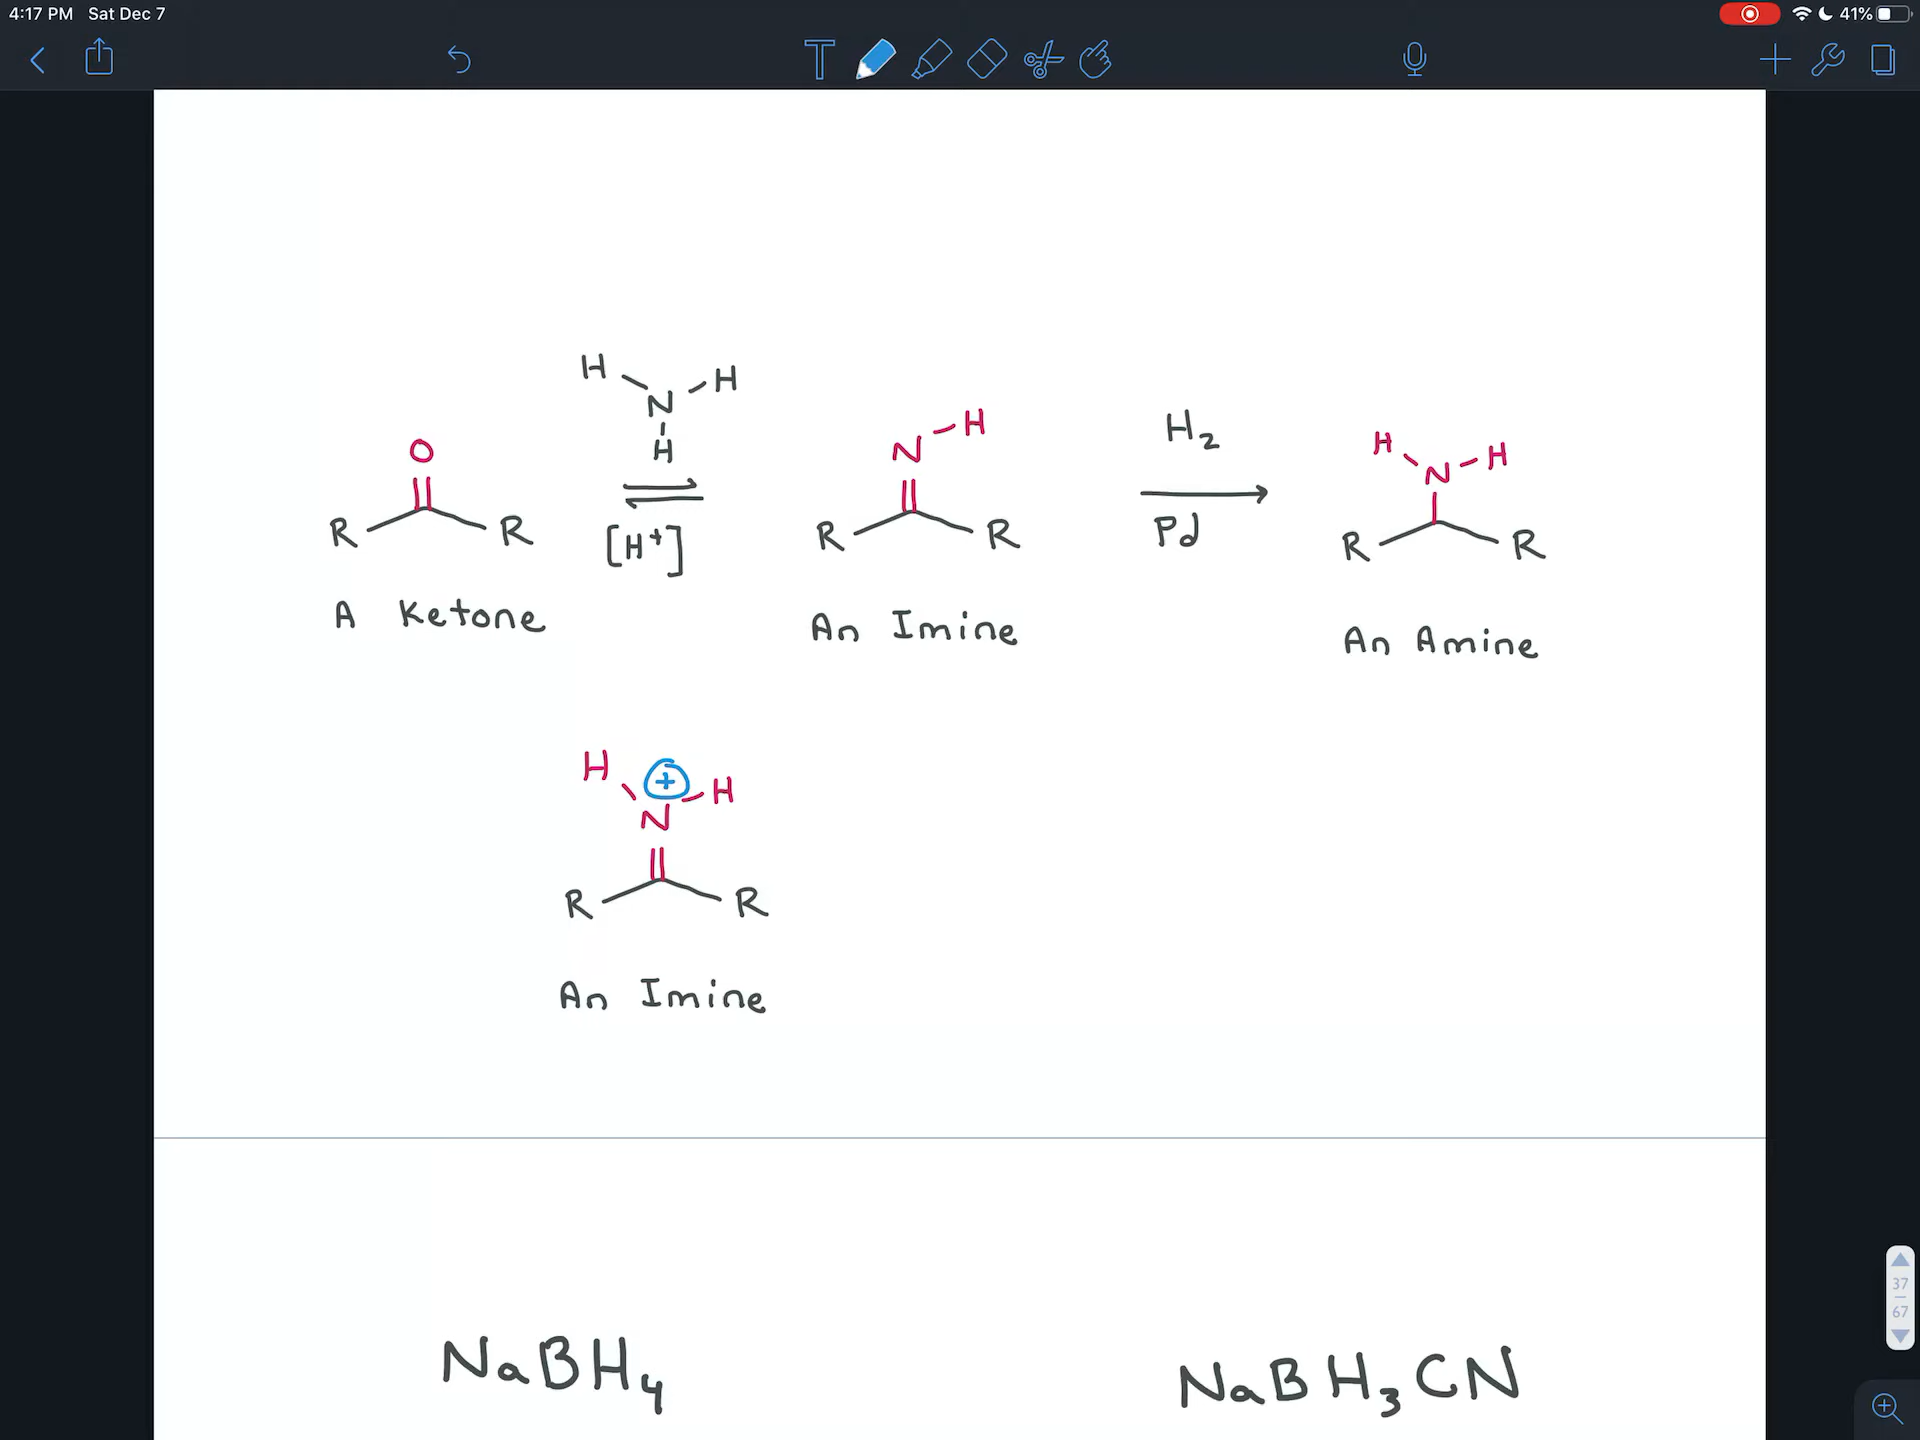 4:17 PM Sat Dec 7 41%
T
H N H
H
O
R R
[H⁺]
A Ketone
N H
R R
An Imine
H₂
Pd
H N H
R R
An Amine
H + H
N
R R
An Imine
37
67
NaBH₄
NaBH₃CN